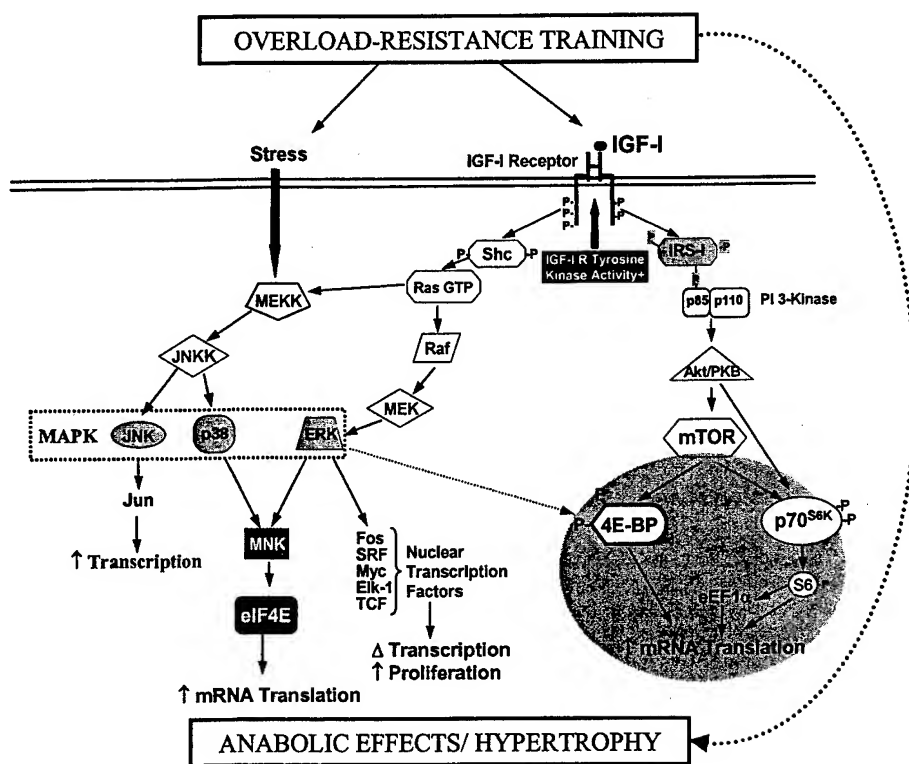 OVERLOAD-RESISTANCE TRAINING
Stress
IGF-I Receptor
IGF-I
P-
P-
P-
-P
-P
P-
Shc
-P
IGF-I R Tyrosine
Kinase Activity+
P
IRS-I
P
P
MEKK
Ras GTP
p85
p110
PI 3-Kinase
JNKK
Raf
Akt/PKB
MEK
MAPK
JNK
p38
ERK
mTOR
Jun
P
P-
4E-BP
p70S6K
-P
-P
↑ Transcription
MNK
Fos
SRF
Myc
Elk-1
TCF
Nuclear
Transcription
Factors
eIF4E
S6
eEF1α
Δ Transcription
↑ Proliferation
mRNA Translation
↑ mRNA Translation
ANABOLIC EFFECTS/ HYPERTROPHY